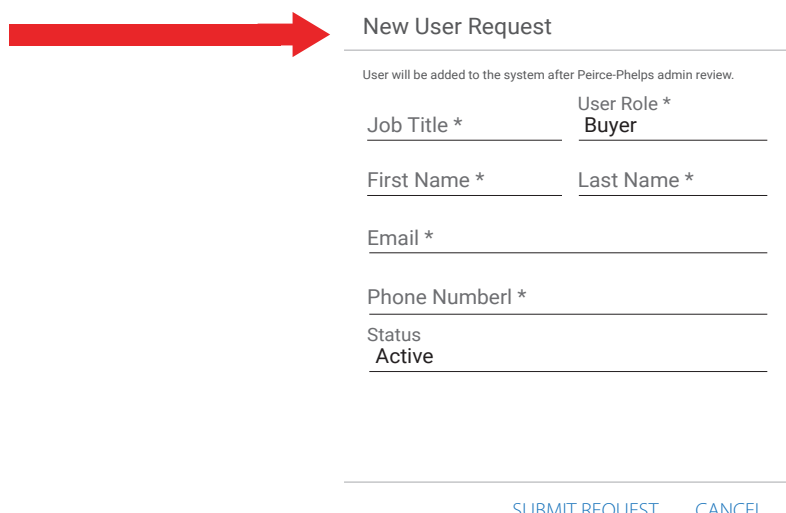 New User Request
User will be added to the system after Peirce-Phelps admin review.
User Role *
Job Title * Buyer
First Name * Last Name *
Email *
Phone Numberl *
Status
Active
SUBMIT REQUEST CANCEL